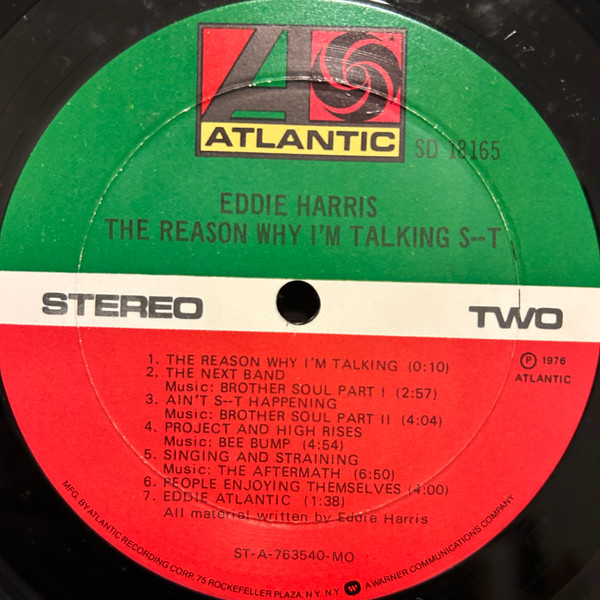 ATLANTIC
SD 18165
EDDIE HARRIS
THE REASON WHY I'M TALKING S--T
STEREO
TWO
1. THE REASON WHY I'M TALKING (0:10)
2. THE NEXT BAND
Music: BROTHER SOUL PART I (2:57)
3. AIN'T S--T HAPPENING
Music: BROTHER SOUL PART II (4:04)
4. PROJECT AND HIGH RISES
Music: BEE BUMP (4:54)
5. SINGING AND STRAINING
Music: THE AFTERMATH (6:50)
6. PEOPLE ENJOYING THEMSELVES (4:00)
7. EDDIE ATLANTIC (1:38)
All material written by Eddie Harris
Ⓟ 1976
ATLANTIC
ST-A-763540-MO
MFG. BY ATLANTIC RECORDING CORP. 75 ROCKEFELLER PLAZA, N.Y. N.Y. W A WARNER COMMUNICATIONS COMPANY